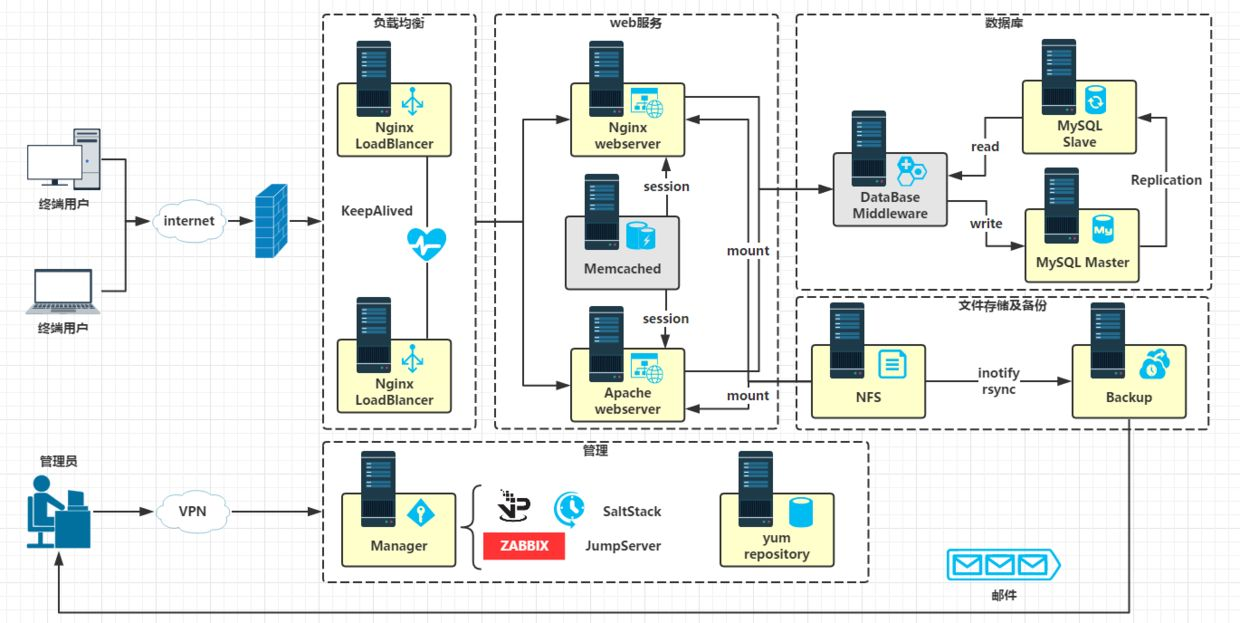 负载均衡
web服务
数据库
Nginx
LoadBlancer
Nginx
webserver
MySQL
Slave
read
DataBase
Middleware
Replication
write
My
MySQL Master
终端用户
internet
KeepAlived
session
Memcached
mount
终端用户
session
文件存储及备份
Nginx
LoadBlancer
Apache
webserver
mount
NFS
inotify
rsync
Backup
管理员
管理
VPN
Manager
VP
SaltStack
ZABBIX
JumpServer
yum
repository
邮件